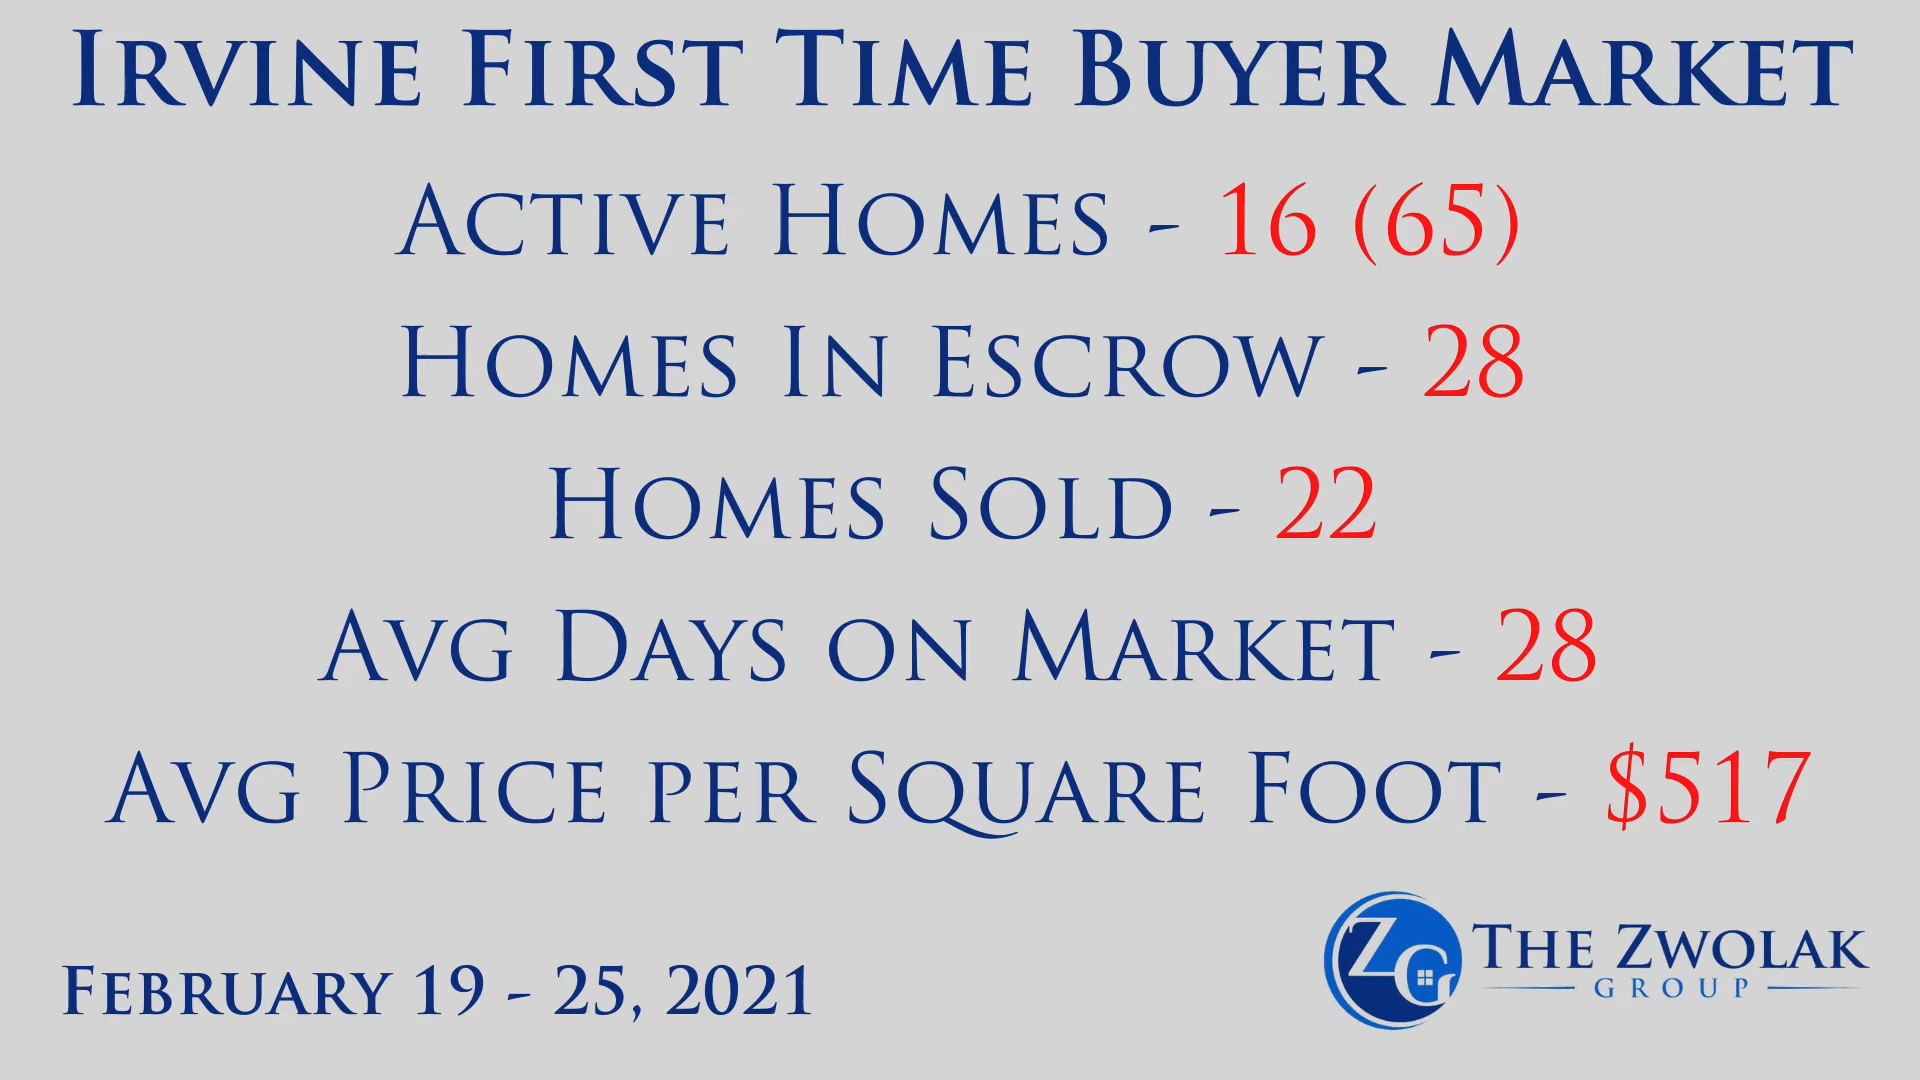 Irvine First Time Buyer Market
Active Homes - 16 (65)
Homes In Escrow - 28
Homes Sold - 22
Avg Days on Market - 28
Avg Price per Square Foot - $517
February 19 - 25, 2021
ZG
The Zwolak
GROUP